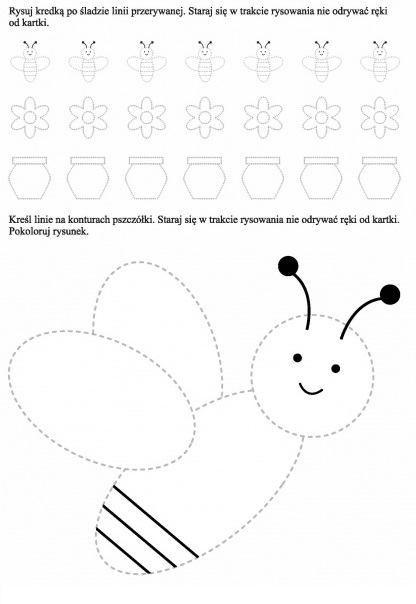 Rysuj kredką po śladzie linii przerywanej. Staraj się w trakcie rysowania nie odrywać ręki
od kartki.
Kreśl linie na konturach pszczółki. Staraj się w trakcie rysowania nie odrywać ręki od kartki.
Pokoloruj rysunek.